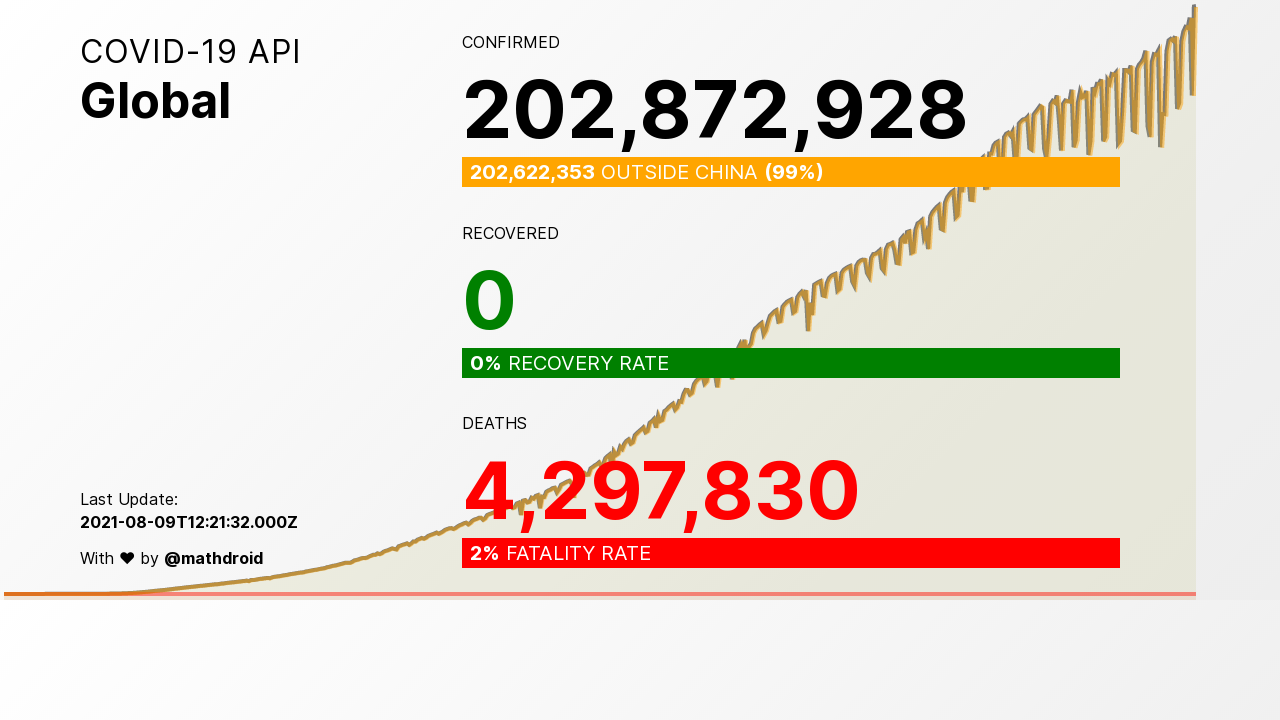 COVID-19 API
Global
CONFIRMED
202,872,928
202,622,353 OUTSIDE CHINA (99%)
RECOVERED
0
0% RECOVERY RATE
DEATHS
4,297,830
2% FATALITY RATE
Last Update:
2021-08-09T12:21:32.000Z
With ♥ by @mathdroid